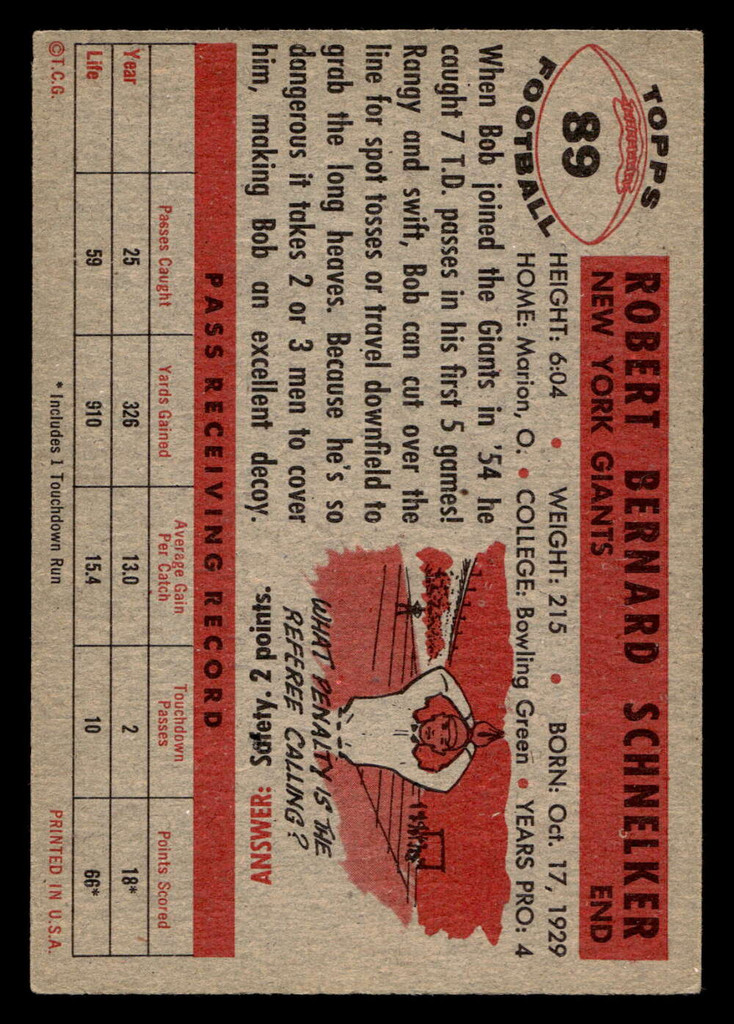 TOPPS
89
FOOTBALL
ROBERT BERNARD SCHNELKER
NEW YORK GIANTS END
HEIGHT: 6:04 • WEIGHT: 215 • BORN: Oct. 17, 1929
HOME: Marion, O. • COLLEGE: Bowling Green • YEARS PRO: 4
When Bob joined the Giants in '54 he
caught 7 T.D. passes in his first 5 games!
Rangy and swift, Bob can cut over the
line for spot tosses or travel downfield to
grab the long heaves. Because he's so
dangerous it takes 2 or 3 men to cover
him, making Bob an excellent decoy.
WHAT PENALTY IS THE
REFEREE CALLING?
ANSWER: Safety. 2 points.
PASS RECEIVING RECORD
Passes Caught Yards Gained Average Gain Per Catch Touchdown Passes Points Scored
Year 25 326 13.0 2 18*
Life 59 910 15.4 10 66*
©T.C.G. * Includes 1 Touchdown Run PRINTED IN U.S.A.